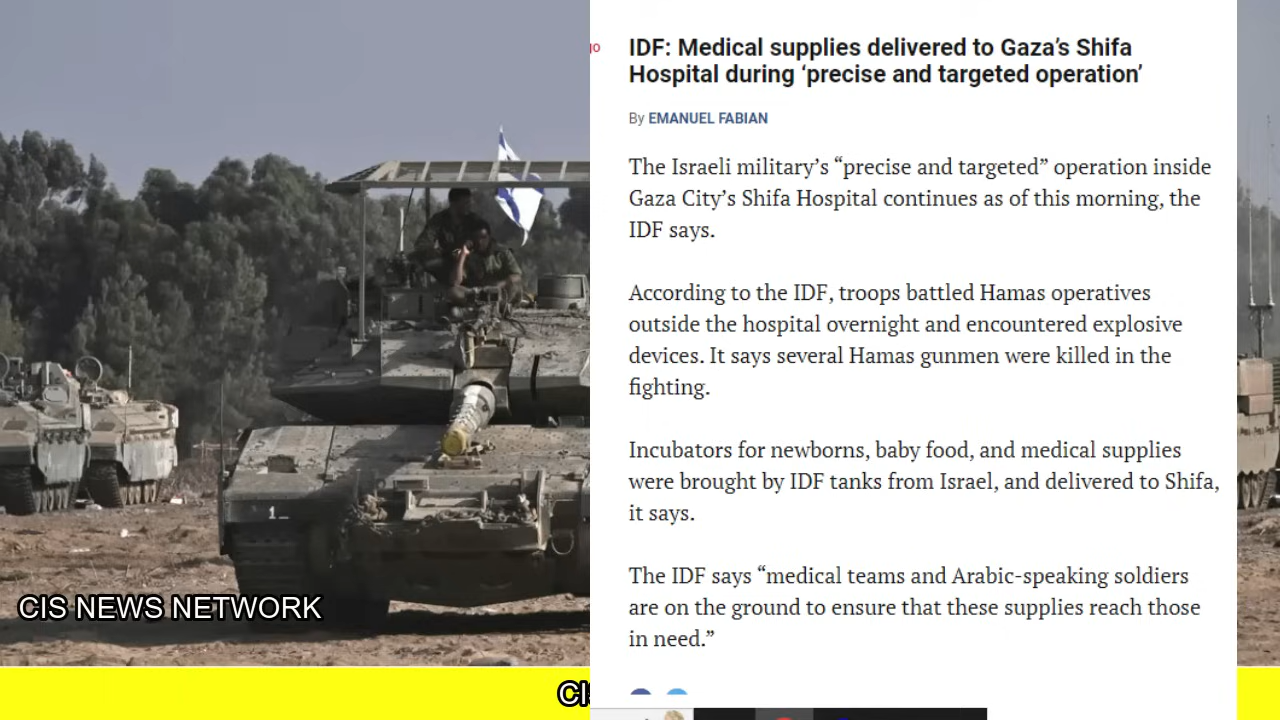 IDF: Medical supplies delivered to Gaza’s Shifa
Hospital during ‘precise and targeted operation’
By EMANUEL FABIAN
The Israeli military’s “precise and targeted” operation inside
Gaza City’s Shifa Hospital continues as of this morning, the
IDF says.
According to the IDF, troops battled Hamas operatives
outside the hospital overnight and encountered explosive
devices. It says several Hamas gunmen were killed in the
fighting.
Incubators for newborns, baby food, and medical supplies
were brought by IDF tanks from Israel, and delivered to Shifa,
it says.
The IDF says “medical teams and Arabic-speaking soldiers
are on the ground to ensure that these supplies reach those
in need.”
CIS NEWS NETWORK